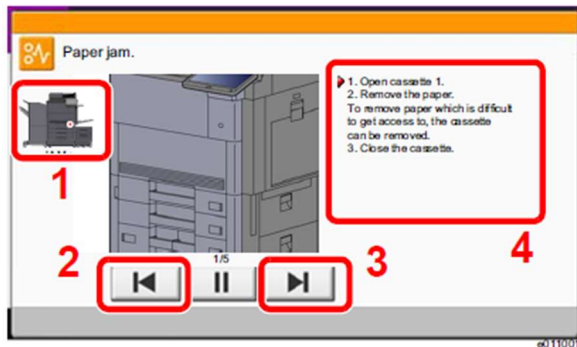 Paper jam.
1. Open cassette 1.
2. Remove the paper.
To remove paper which is difficult
to get access to, the cassette
can be removed.
3. Close the cassette.
1
4
2
1/5
3
e011001